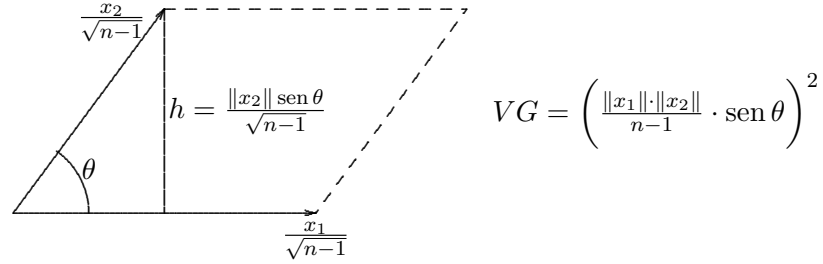 x₂/√(n−1)
h = ‖x₂‖ sen θ/√(n−1)
VG = (‖x₁‖·‖x₂‖/(n−1) · sen θ)²
θ
x₁/√(n−1)